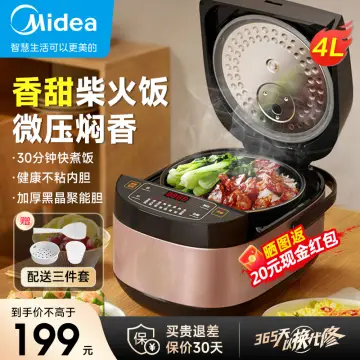 Midea
智慧生活可以更美的
4L
香甜柴火饭
微压焖香
·30分钟快煮饭
·健康不粘内胆
·加厚黑晶聚能胆
赠
配送三件套
晒图返
20元现金红包
到手价不高于
199元
保
买贵退差
保价30天
365天
以换代修